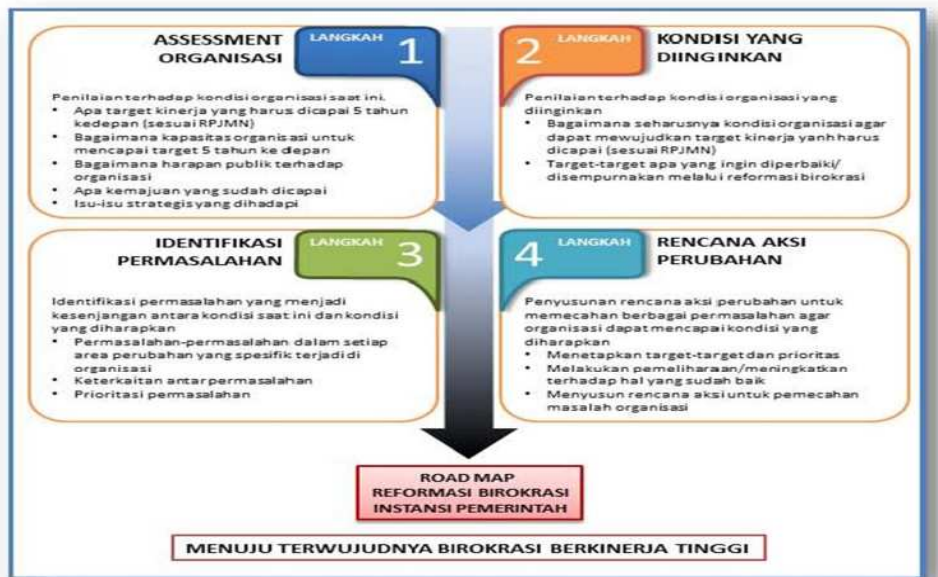 ASSESSMENT
ORGANISASI
LANGKAH
1
Penilaian terhadap kondisi organisasi saat ini.
• Apa target kinerja yang harus dicapai 5 tahun
kedepan (sesuai RPJMN)
• Bagaimana kapasitas organisasi untuk
mencapai target 5 tahun ke depan
• Bagaimana harapan publik terhadap
organisasi
• Apa kemajuan yang sudah dicapai
• Isu-isu strategis yang dihadapi
2
LANGKAH
KONDISI YANG
DIINGINKAN
Penilaian terhadap kondisi organisasi yang
diinginkan
• Bagaimana seharusnya kondisi organisasi agar
dapat mewujudkan target kinerja yanh harus
dicapai (sesuai RPJMN)
• Target-target apa yang ingin diperbaiki/
disempurnakan melalui reformasi birokrasi
IDENTIFIKASI
PERMASALAHAN
LANGKAH
3
Identifikasi permasalahan yang menjadi
kesenjangan antara kondisi saat ini dan kondisi
yang diharapkan
• Permasalahan-permasalahan dalam setiap
area perubahan yang spesifik terjadi di
organisasi
• Keterkaitan antar permasalahan
• Prioritasi permasalahan
4
LANGKAH
RENCANA AKSI
PERUBAHAN
Penyusunan rencana aksi perubahan untuk
memecahan berbagai permasalahan agar
organisasi dapat mencapai kondisi yang
diharapkan
• Menetapkan target-target dan prioritas
• Melakukan pemeliharaan/meningkatkan
terhadap hal yang sudah baik
• Menyusun rencana aksi untuk pemecahan
masalah organisasi
ROAD MAP
REFORMASI BIROKRASI
INSTANSI PEMERINTAH
MENUJU TERWUJUDNYA BIROKRASI BERKINERJA TINGGI